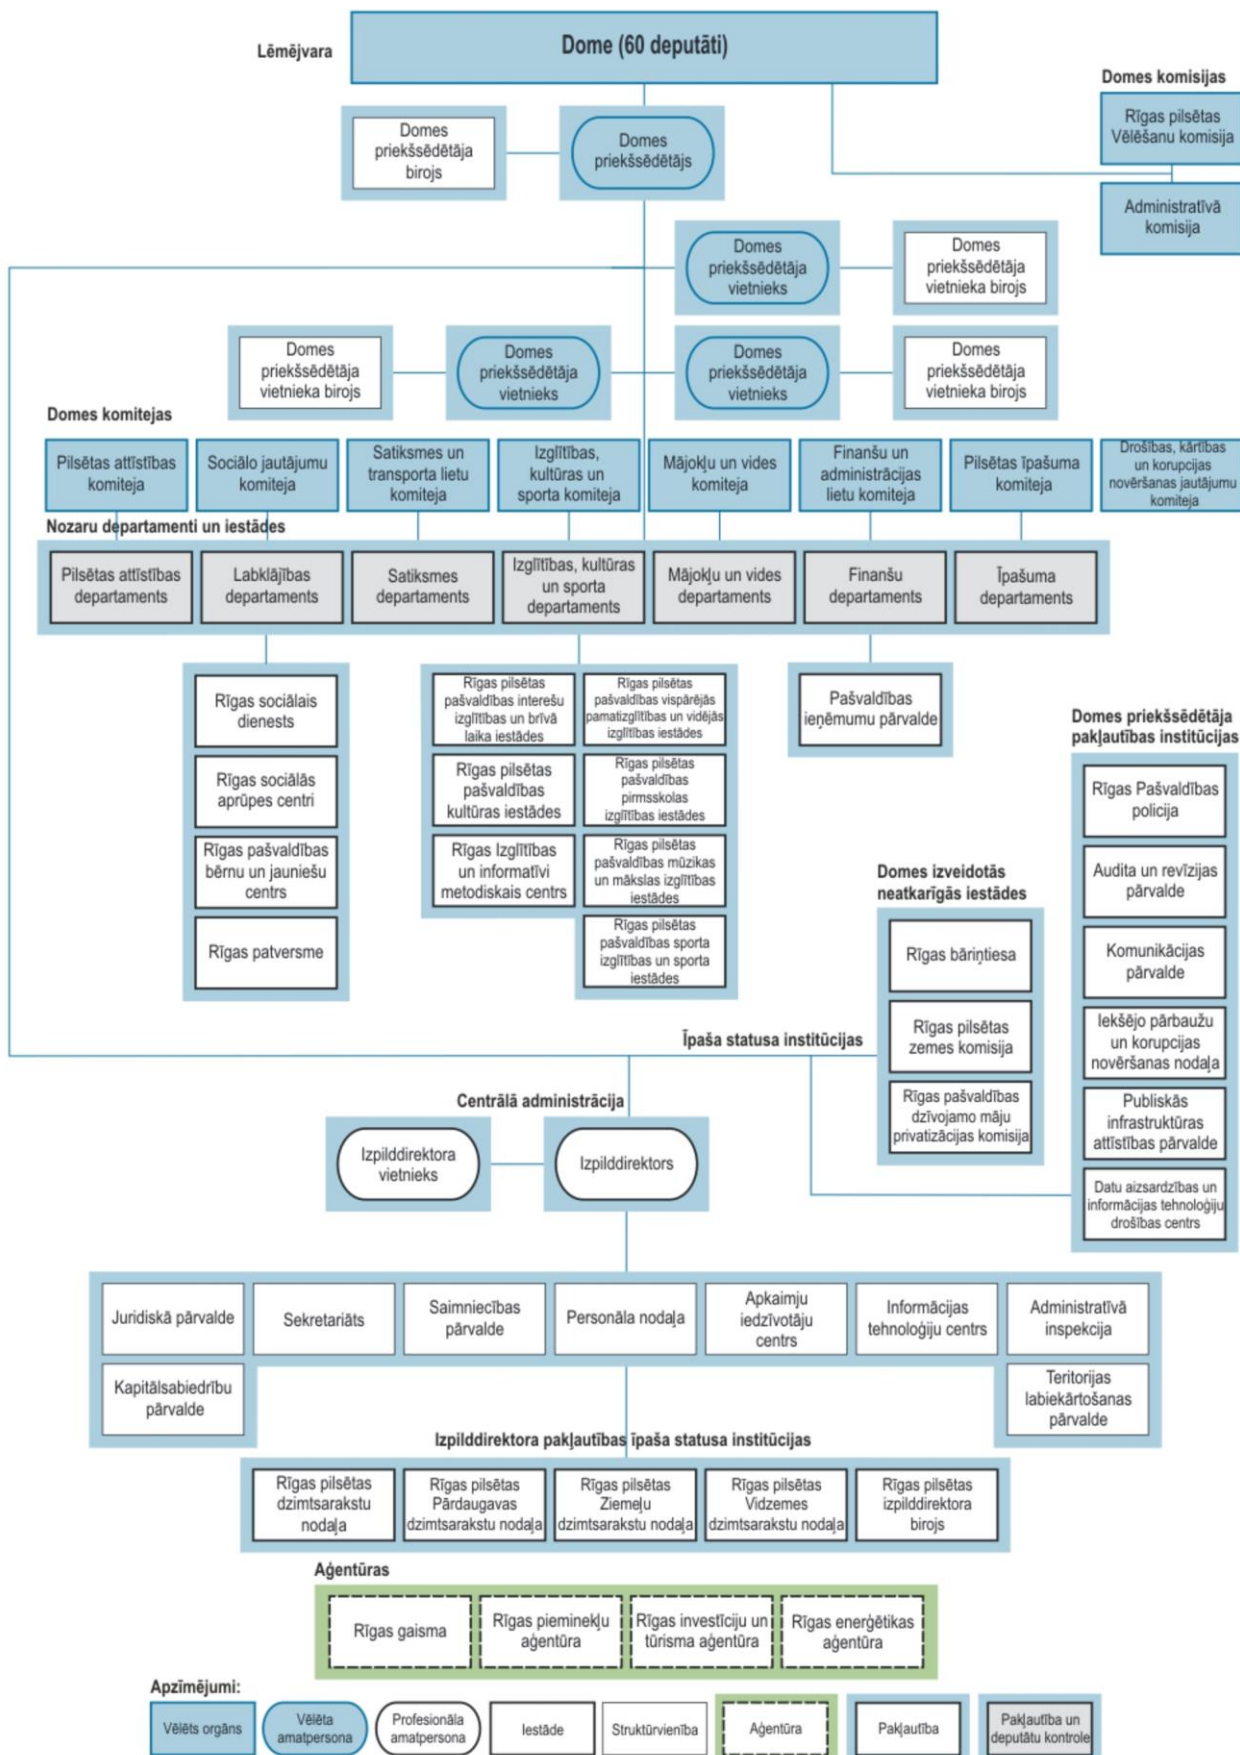 Lēmējvara
Dome (60 deputāti)
Domes komisijas
Rīgas pilsētas
Vēlēšanu komisija
Administratīvā
komisija
Domes
priekšsēdētāja
birojs
Domes
priekšsēdētājs
Domes
priekšsēdētāja
vietnieks
Domes
priekšsēdētāja
vietnieka birojs
Domes
priekšsēdētāja
vietnieka birojs
Domes
priekšsēdētāja
vietnieks
Domes
priekšsēdētāja
vietnieks
Domes
priekšsēdētāja
vietnieka birojs
Domes komitejas
Pilsētas attīstības
komiteja
Sociālo jautājumu
komiteja
Satiksmes un
transporta lietu
komiteja
Izglītības,
kultūras un
sporta komiteja
Mājokļu un vides
komiteja
Finanšu un
administrācijas
lietu komiteja
Pilsētas īpašuma
komiteja
Drošības, kārtības
un korupcijas
novēršanas jautājumu
komiteja
Nozaru departamenti un iestādes
Pilsētas attīstības
departaments
Labklājības
departaments
Satiksmes
departaments
Izglītības, kultūras
un sporta
departaments
Mājokļu un vides
departaments
Finanšu
departaments
Īpašuma
departaments
Rīgas sociālais
dienests
Rīgas sociālās
aprūpes centri
Rīgas pašvaldības
bērnu un jauniešu
centrs
Rīgas patversme
Rīgas pilsētas
pašvaldības interešu
izglītības un brīvā
laika iestādes
Rīgas pilsētas
pašvaldības
kultūras iestādes
Rīgas Izglītības
un informatīvi
metodiskais centrs
Rīgas pilsētas
pašvaldības vispārējās
pamatizglītības un vidējās
izglītības iestādes
Rīgas pilsētas
pašvaldības
pirmsskolas
izglītības iestādes
Rīgas pilsētas
pašvaldības mūzikas
un mākslas izglītības
iestādes
Rīgas pilsētas
pašvaldības sporta
izglītības un sporta
iestādes
Pašvaldības
ieņēmumu pārvalde
Domes priekšsēdētāja
pakļautības institūcijas
Rīgas Pašvaldības
policija
Audita un revīzijas
pārvalde
Komunikācijas
pārvalde
Iekšējo pārbaužu
un korupcijas
novēršanas nodaļa
Publiskās
infrastruktūras
attīstības pārvalde
Datu aizsardzības un
informācijas tehnoloģiju
drošības centrs
Domes izveidotās
neatkarīgās iestādes
Rīgas bāriņtiesa
Rīgas pilsētas
zemes komisija
Rīgas pašvaldības
dzīvojamo māju
privatizācijas komisija
Īpaša statusa institūcijas
Centrālā administrācija
Izpilddirektora
vietnieks
Izpilddirektors
Juridiskā pārvalde
Sekretariāts
Saimniecības
pārvalde
Personāla nodaļa
Apkaimju
iedzīvotāju
centrs
Informācijas
tehnoloģiju centrs
Administratīvā
inspekcija
Kapitālsabiedrību
pārvalde
Teritorijas
labiekārtošanas
pārvalde
Izpilddirektora pakļautības īpaša statusa institūcijas
Rīgas pilsētas
dzimtsarakstu
nodaļa
Rīgas pilsētas
Pārdaugavas
dzimtsarakstu nodaļa
Rīgas pilsētas
Ziemeļu
dzimtsarakstu nodaļa
Rīgas pilsētas
Vidzemes
dzimtsarakstu nodaļa
Rīgas pilsētas
izpilddirektora
birojs
Aģentūras
Rīgas gaisma
Rīgas pieminekļu
aģentūra
Rīgas investīciju un
tūrisma aģentūra
Rīgas enerģētikas
aģentūra
Apzīmējumi:
Vēlēts orgāns
Vēlēta
amatpersona
Profesionāla
amatpersona
Iestāde
Struktūrvienība
Aģentūra
Pakļautība
Pakļautība un
deputātu kontrole